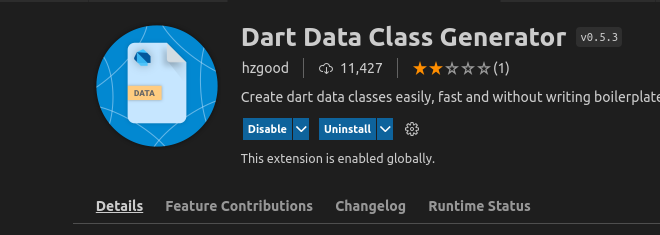 Dart Data Class Generator v0.5.3
hzgood 11,427 (1)
DATA
Create dart data classes easily, fast and without writing boilerplate
Disable Uninstall
This extension is enabled globally.
Details Feature Contributions Changelog Runtime Status